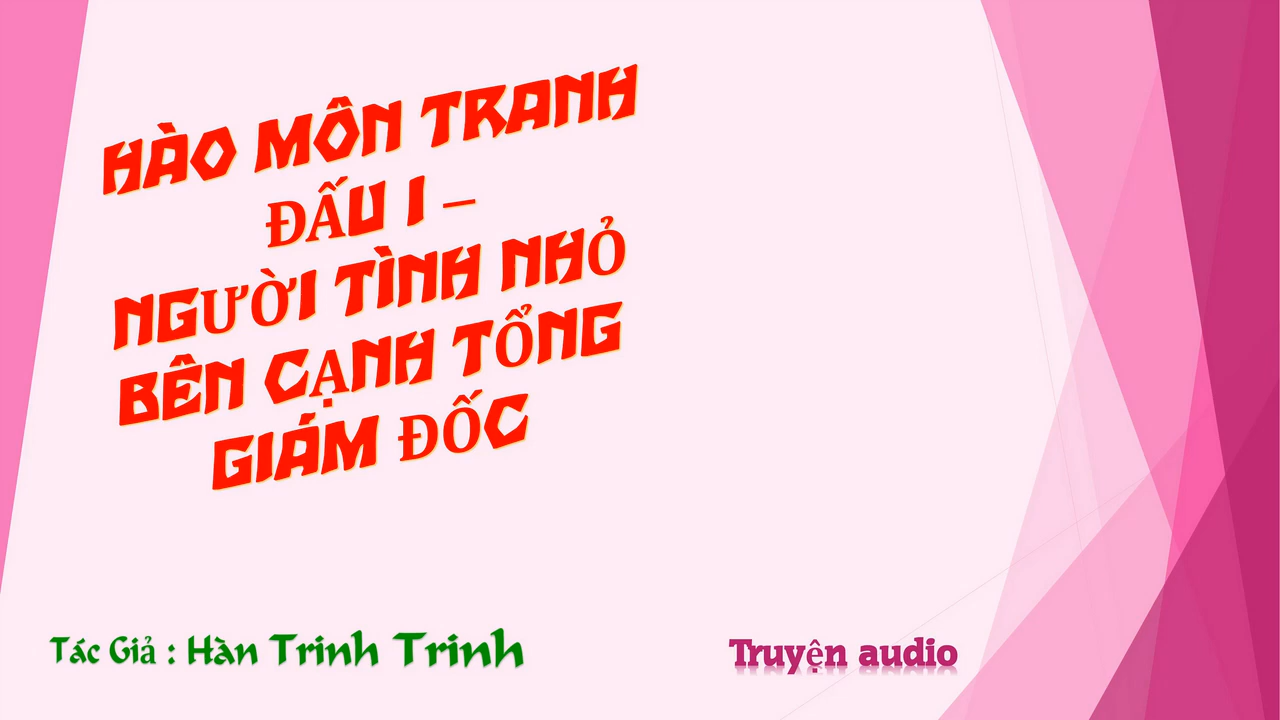 HÀO MÔN TRANH
ĐẤU I –
NGƯỜI TÌNH NHỎ
BÊN CẠNH TỔNG
GIÁM ĐỐC
Tác Giả : Hàn Trinh Trinh
Truyện audio